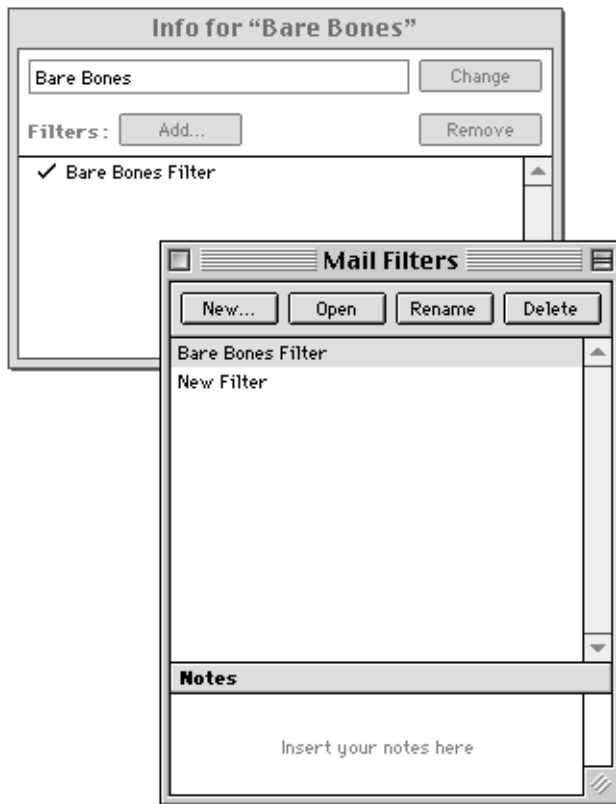 Info for “Bare Bones”
Bare Bones Change
Filters: Add... Remove
✓ Bare Bones Filter
Mail Filters
New... Open Rename Delete
Bare Bones Filter
New Filter
Notes
Insert your notes here